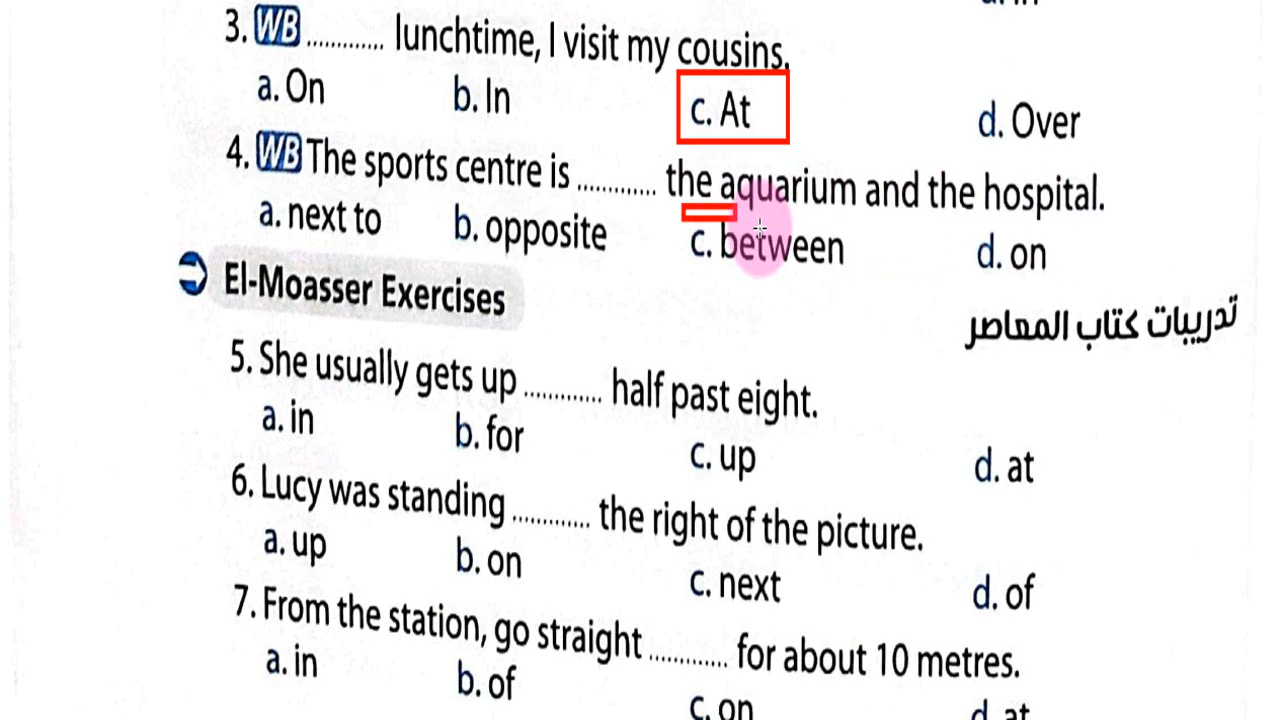 3. WB ............ lunchtime, I visit my cousins.
a. On b. In c. At d. Over
4. WB The sports centre is ............ the aquarium and the hospital.
a. next to b. opposite c. between d. on
El-Moasser Exercises تدريبات كتاب المعاصر
5. She usually gets up ............ half past eight.
a. in b. for c. up d. at
6. Lucy was standing ............ the right of the picture.
a. up b. on c. next d. of
7. From the station, go straight ............ for about 10 metres.
a. in b. of c. on d. at